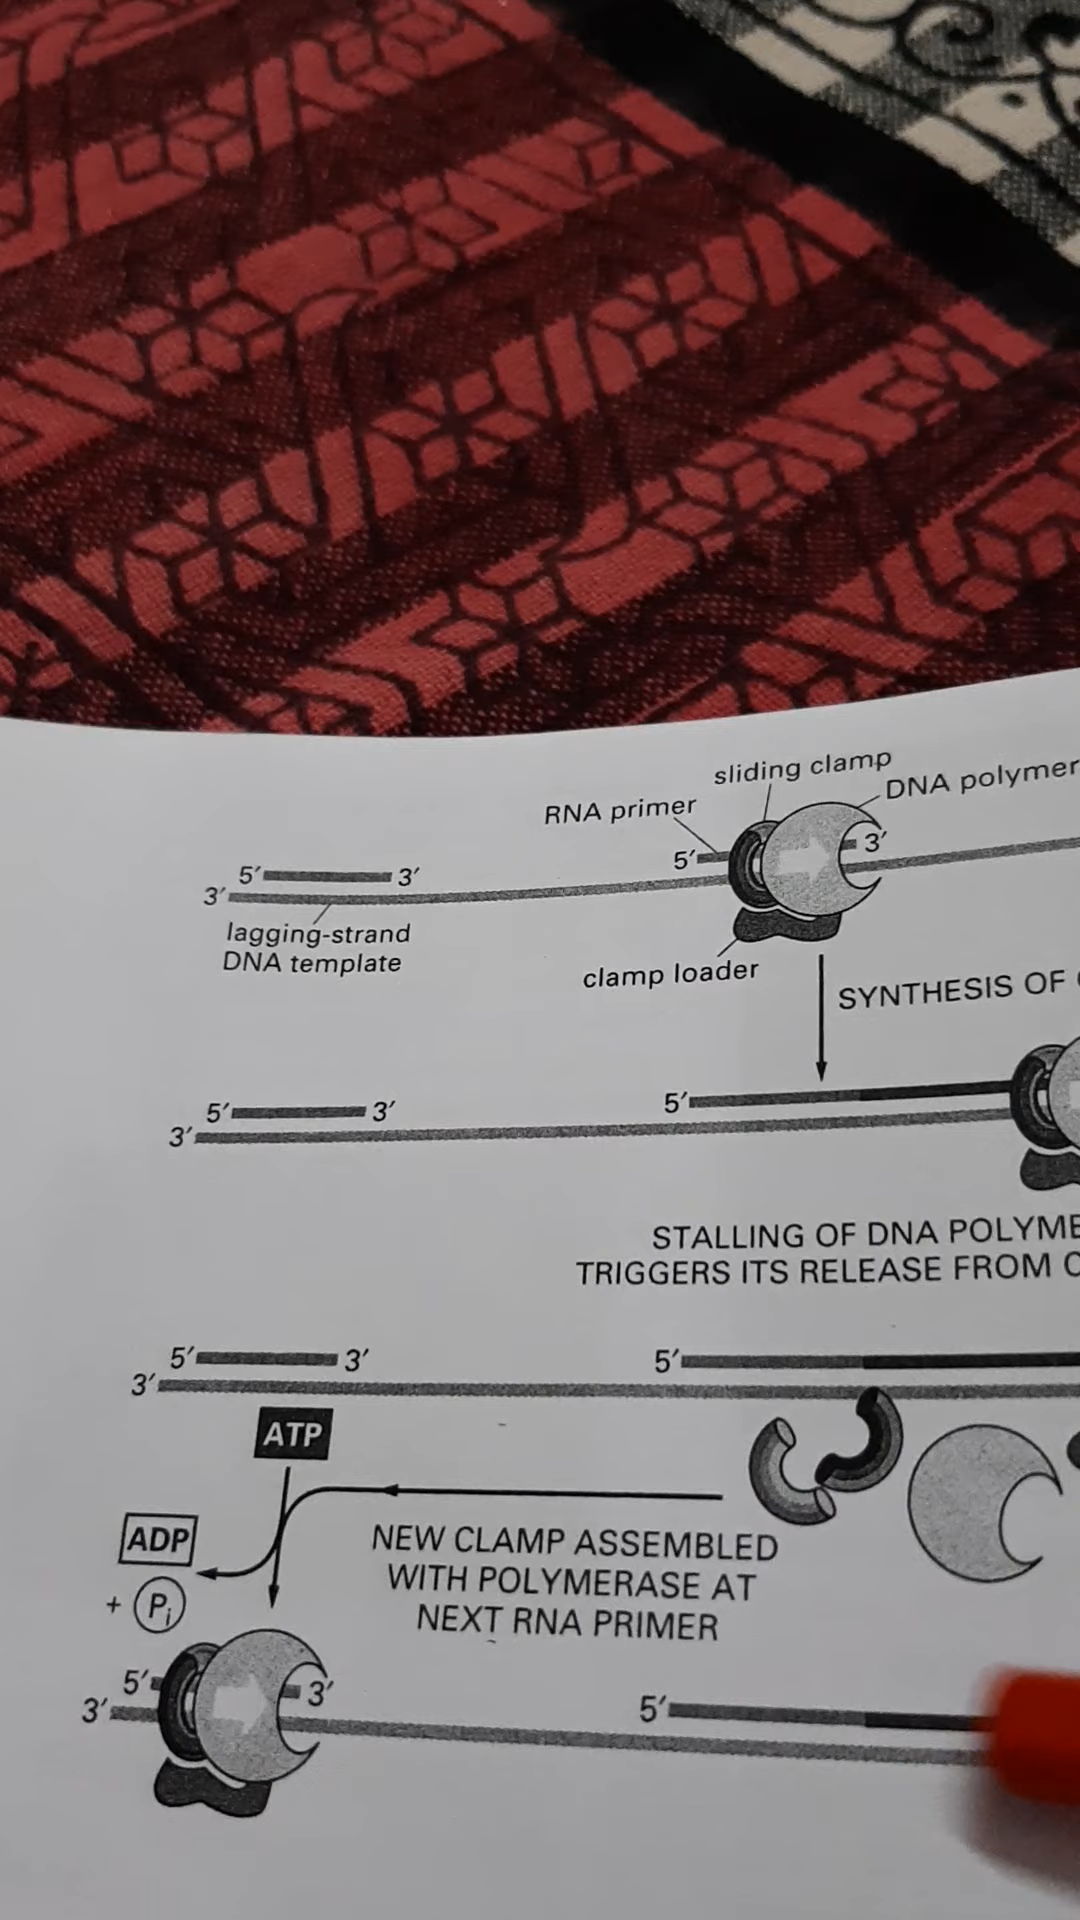 sliding clamp
RNA primer
DNA polymer
5′
3′
5′
3′
3′
lagging-strand
DNA template
clamp loader
SYNTHESIS OF
5′
3′
3′
5′
STALLING OF DNA POLYME
TRIGGERS ITS RELEASE FROM
5′
3′
3′
5′
ATP
ADP
+ Pi
NEW CLAMP ASSEMBLED
WITH POLYMERASE AT
NEXT RNA PRIMER
5′
3′
3′
5′